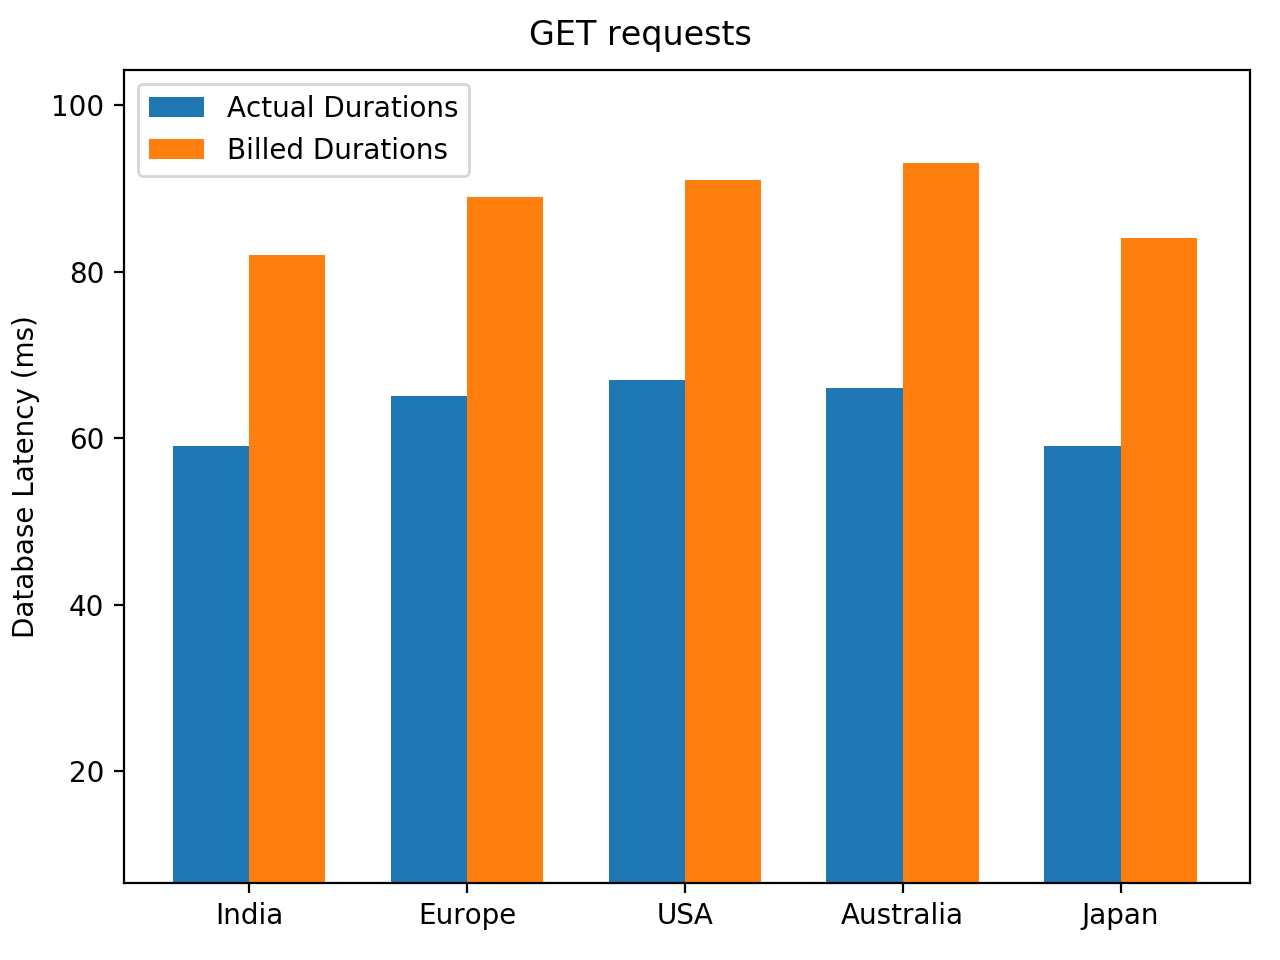 GET requests
Actual Durations
Billed Durations
Database Latency (ms)
100
80
60
40
20
India
Europe
USA
Australia
Japan